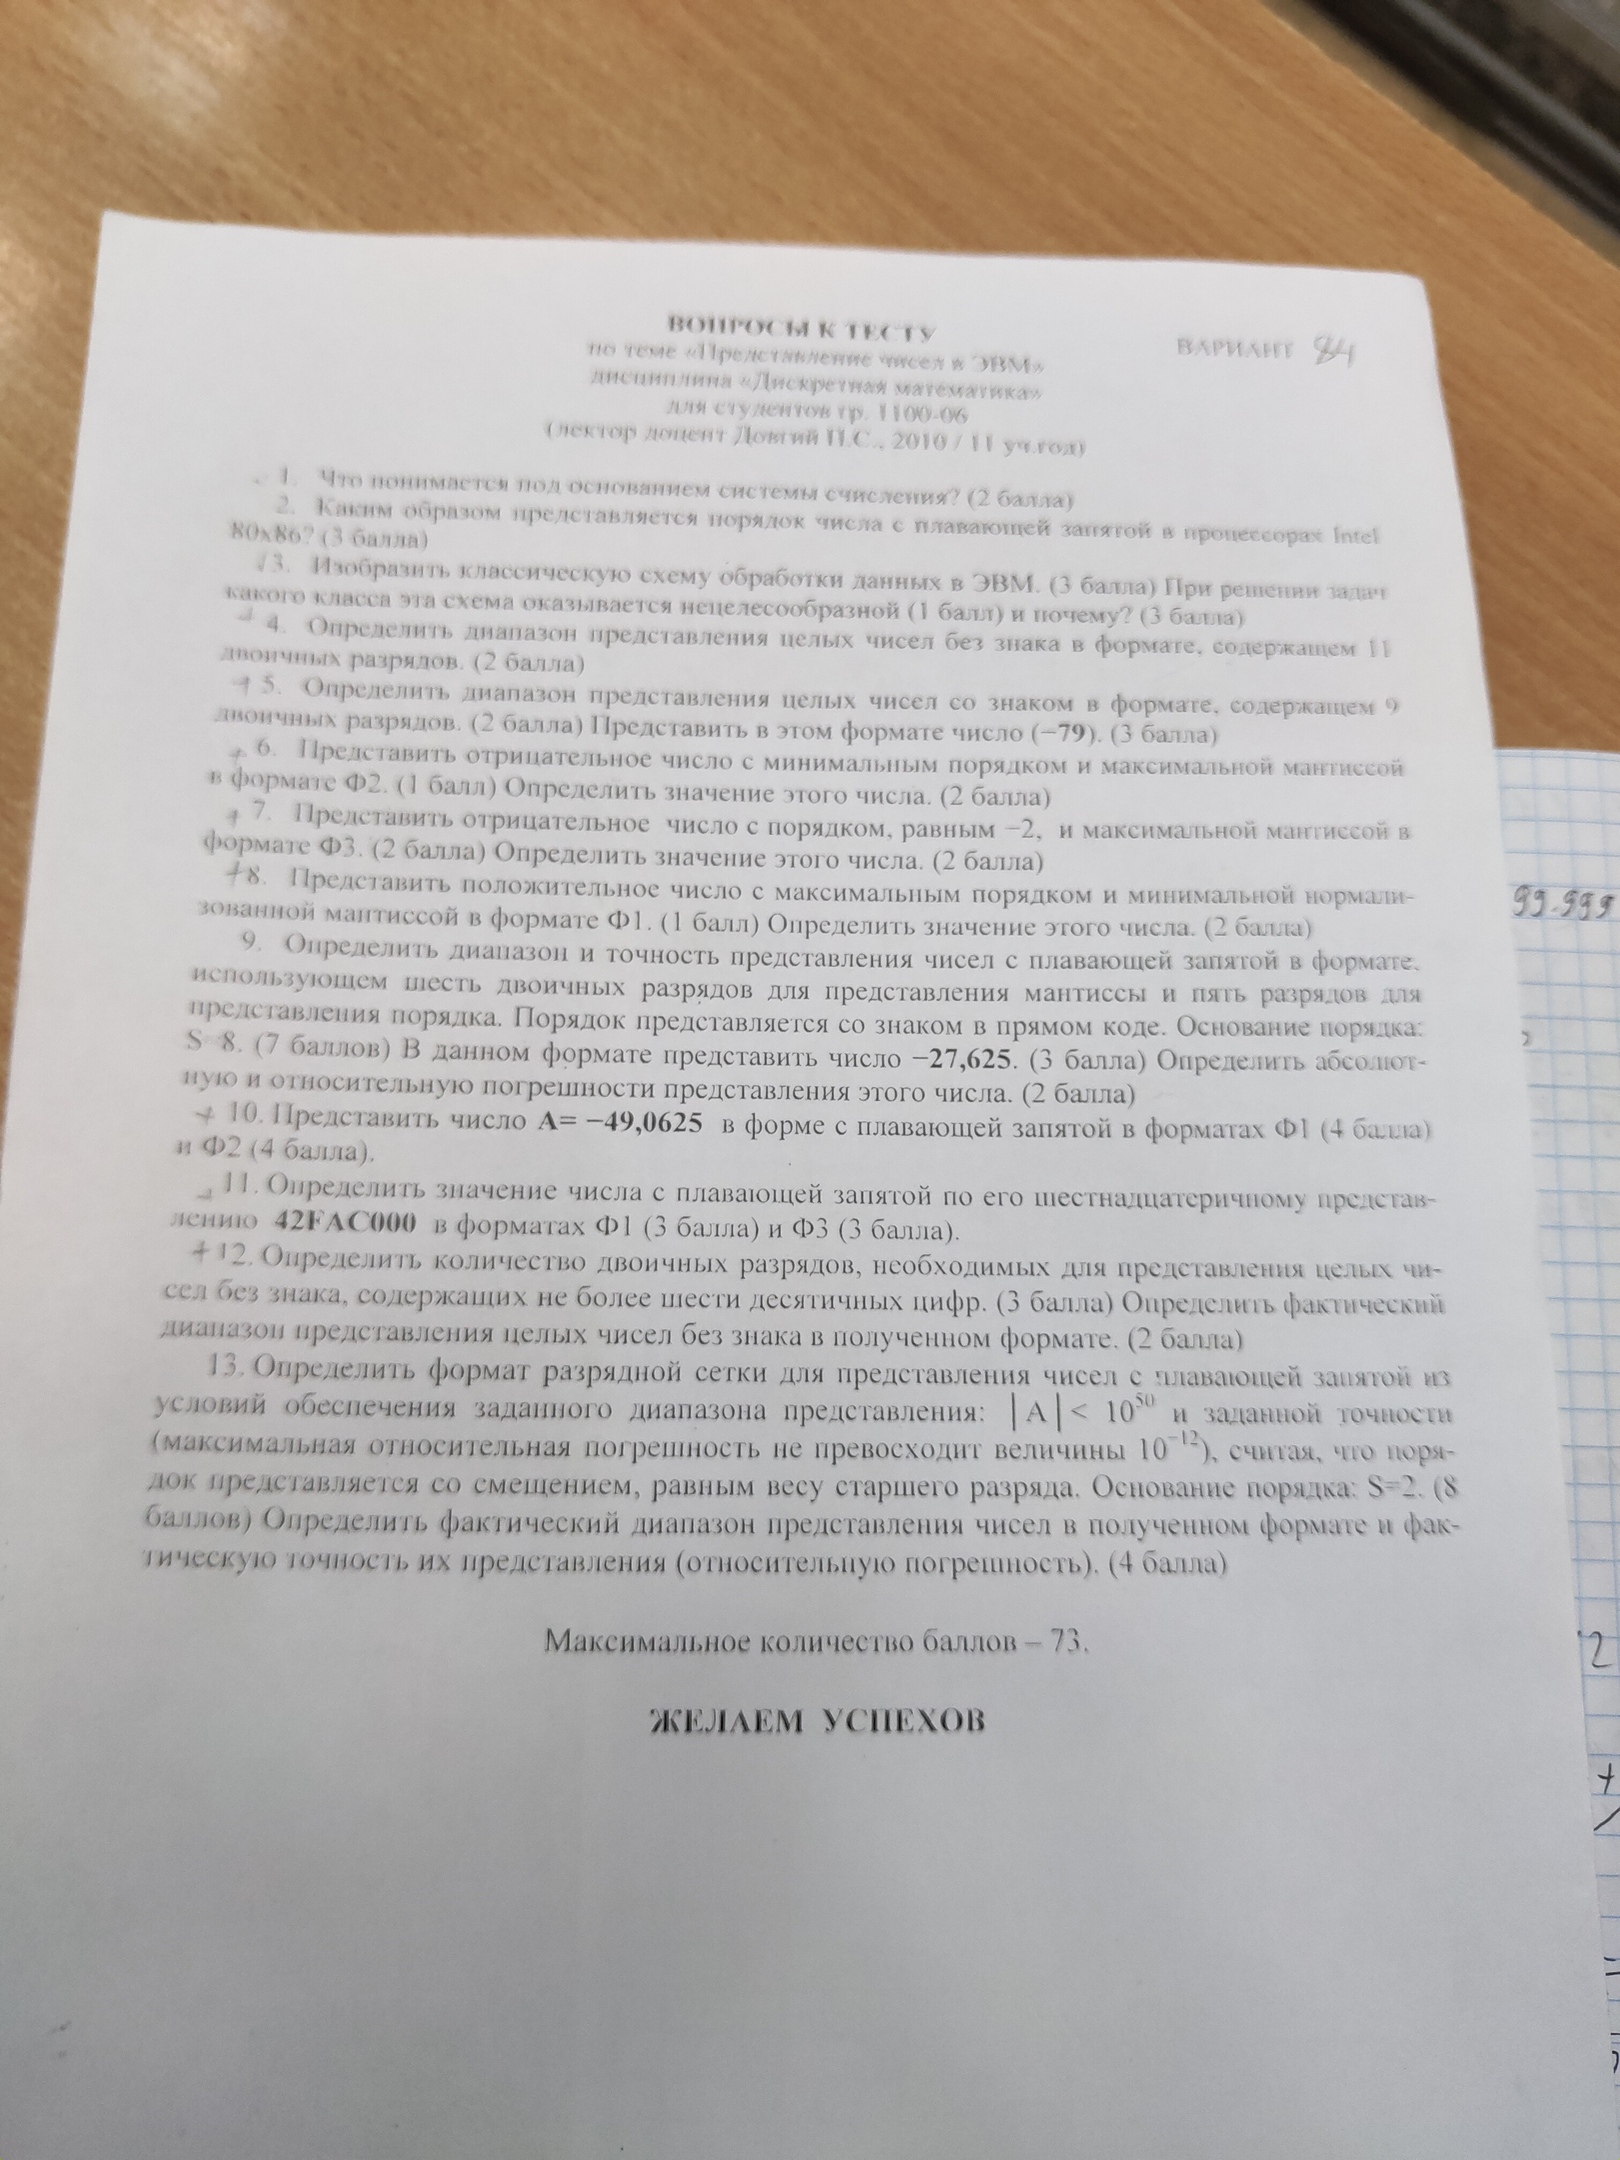 ВОПРОСЫ К ТЕСТУ
по теме «Представление чисел в ЭВМ»
ВАРИАНТ 84
дисциплина «Дискретная математика»
для студентов гр. 1100-06
(лектор доцент Довгий П.С., 2010 / 11 уч.год)
1. Что понимается под основанием системы счисления? (2 балла)
2. Каким образом представляется порядок числа с плавающей запятой в процессорах Intel
80x86? (3 балла)
3. Изобразить классическую схему обработки данных в ЭВМ. (3 балла) При решении задач
какого класса эта схема оказывается нецелесообразной (1 балл) и почему? (3 балла)
4. Определить диапазон представления целых чисел без знака в формате, содержащем 11
двоичных разрядов. (2 балла)
5. Определить диапазон представления целых чисел со знаком в формате, содержащем 9
двоичных разрядов. (2 балла) Представить в этом формате число (−79). (3 балла)
6. Представить отрицательное число с минимальным порядком и максимальной мантиссой
в формате Ф2. (1 балл) Определить значение этого числа. (2 балла)
7. Представить отрицательное число с порядком, равным −2, и максимальной мантиссой в
формате Ф3. (2 балла) Определить значение этого числа. (2 балла)
+8. Представить положительное число с максимальным порядком и минимальной нормали-
зованной мантиссой в формате Ф1. (1 балл) Определить значение этого числа. (2 балла)
99.999
9. Определить диапазон и точность представления чисел с плавающей запятой в формате,
использующем шесть двоичных разрядов для представления мантиссы и пять разрядов для
представления порядка. Порядок представляется со знаком в прямом коде. Основание порядка:
S=8. (7 баллов) В данном формате представить число −27,625. (3 балла) Определить абсолют-
ную и относительную погрешности представления этого числа. (2 балла)
+ 10. Представить число А= −49,0625 в форме с плавающей запятой в форматах Ф1 (4 балла)
и Ф2 (4 балла).
11. Определить значение числа с плавающей запятой по его шестнадцатеричному представ-
лению 42FAC000 в форматах Ф1 (3 балла) и Ф3 (3 балла).
+ 12. Определить количество двоичных разрядов, необходимых для представления целых чи-
сел без знака, содержащих не более шести десятичных цифр. (3 балла) Определить фактический
диапазон представления целых чисел без знака в полученном формате. (2 балла)
13. Определить формат разрядной сетки для представления чисел с плавающей запятой из
условий обеспечения заданного диапазона представления: |A| < 10^50 и заданной точности
(максимальная относительная погрешность не превосходит величины 10^−12), считая, что поря-
док представляется со смещением, равным весу старшего разряда. Основание порядка: S=2. (8
баллов) Определить фактический диапазон представления чисел в полученном формате и фак-
тическую точность их представления (относительную погрешность). (4 балла)
Максимальное количество баллов – 73.
2
ЖЕЛАЕМ УСПЕХОВ
+